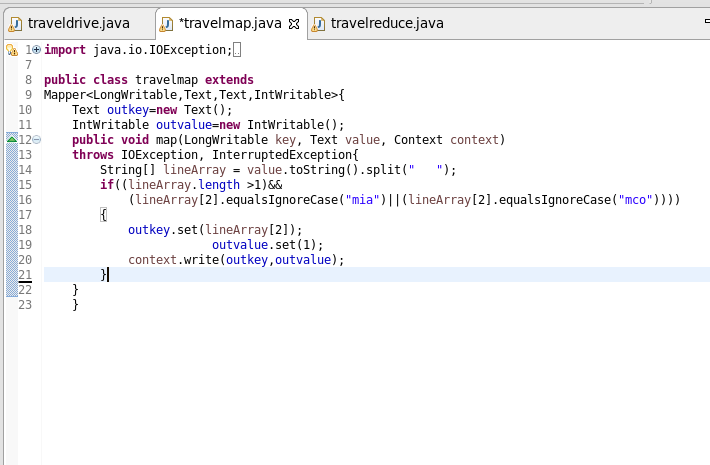 traveldrive.java *travelmap.java travelreduce.java
1 import java.io.IOException;
7
8 public class travelmap extends
9 Mapper<LongWritable,Text,Text,IntWritable>{
10     Text outkey=new Text();
11     IntWritable outvalue=new IntWritable();
12     public void map(LongWritable key, Text value, Context context)
13     throws IOException, InterruptedException{
14         String[] lineArray = value.toString().split("   ");
15         if((lineArray.length >1)&&
16             (lineArray[2].equalsIgnoreCase("mia")||(lineArray[2].equalsIgnoreCase("mco"))))
17         {
18             outkey.set(lineArray[2]);
19                         outvalue.set(1);
20             context.write(outkey,outvalue);
21         }
22     }
23     }